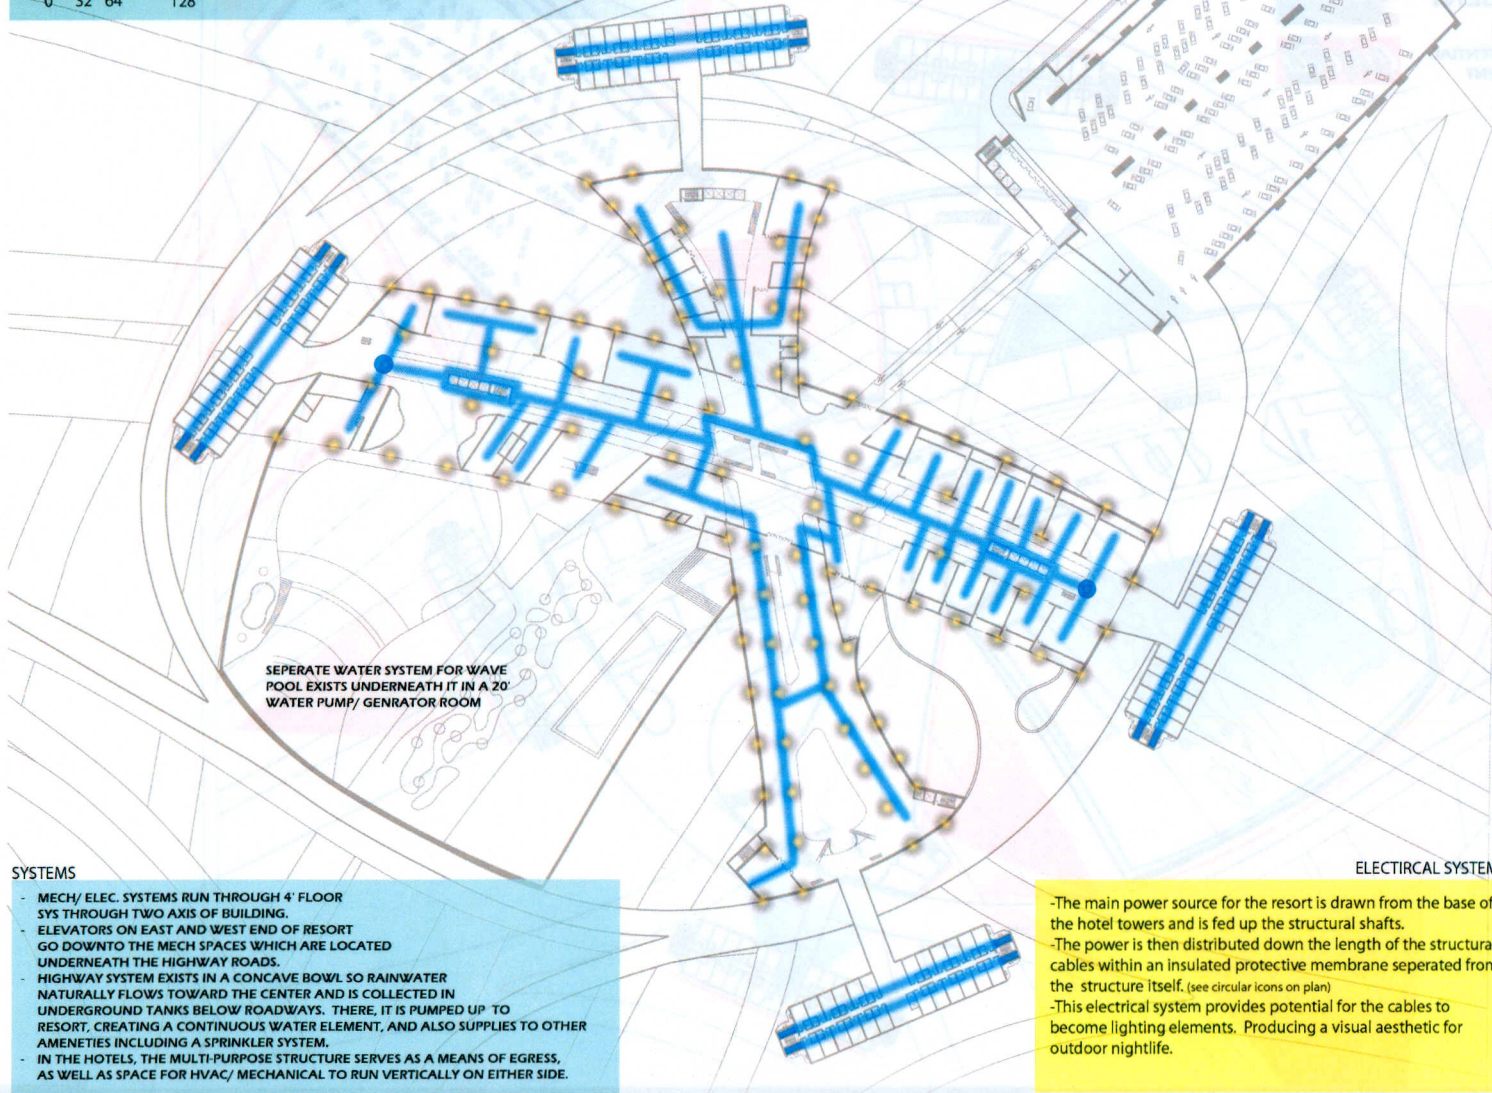 0 32 64 128
SEPERATE WATER SYSTEM FOR WAVE
POOL EXISTS UNDERNEATH IT IN A 20'
WATER PUMP/ GENRATOR ROOM
SYSTEMS
- MECH/ ELEC. SYSTEMS RUN THROUGH 4' FLOOR
SYS THROUGH TWO AXIS OF BUILDING.
- ELEVATORS ON EAST AND WEST END OF RESORT
GO DOWNTO THE MECH SPACES WHICH ARE LOCATED
UNDERNEATH THE HIGHWAY ROADS.
- HIGHWAY SYSTEM EXISTS IN A CONCAVE BOWL SO RAINWATER
NATURALLY FLOWS TOWARD THE CENTER AND IS COLLECTED IN
UNDERGROUND TANKS BELOW ROADWAYS. THERE, IT IS PUMPED UP TO
RESORT, CREATING A CONTINUOUS WATER ELEMENT, AND ALSO SUPPLIES TO OTHER
AMENETIES INCLUDING A SPRINKLER SYSTEM.
- IN THE HOTELS, THE MULTI-PURPOSE STRUCTURE SERVES AS A MEANS OF EGRESS,
AS WELL AS SPACE FOR HVAC/ MECHANICAL TO RUN VERTICALLY ON EITHER SIDE.
ELECTIRCAL SYSTEM
-The main power source for the resort is drawn from the base of
the hotel towers and is fed up the structural shafts.
-The power is then distributed down the length of the structura
cables within an insulated protective membrane seperated from
the structure itself. (see circular icons on plan)
-This electrical system provides potential for the cables to
become lighting elements. Producing a visual aesthetic for
outdoor nightlife.